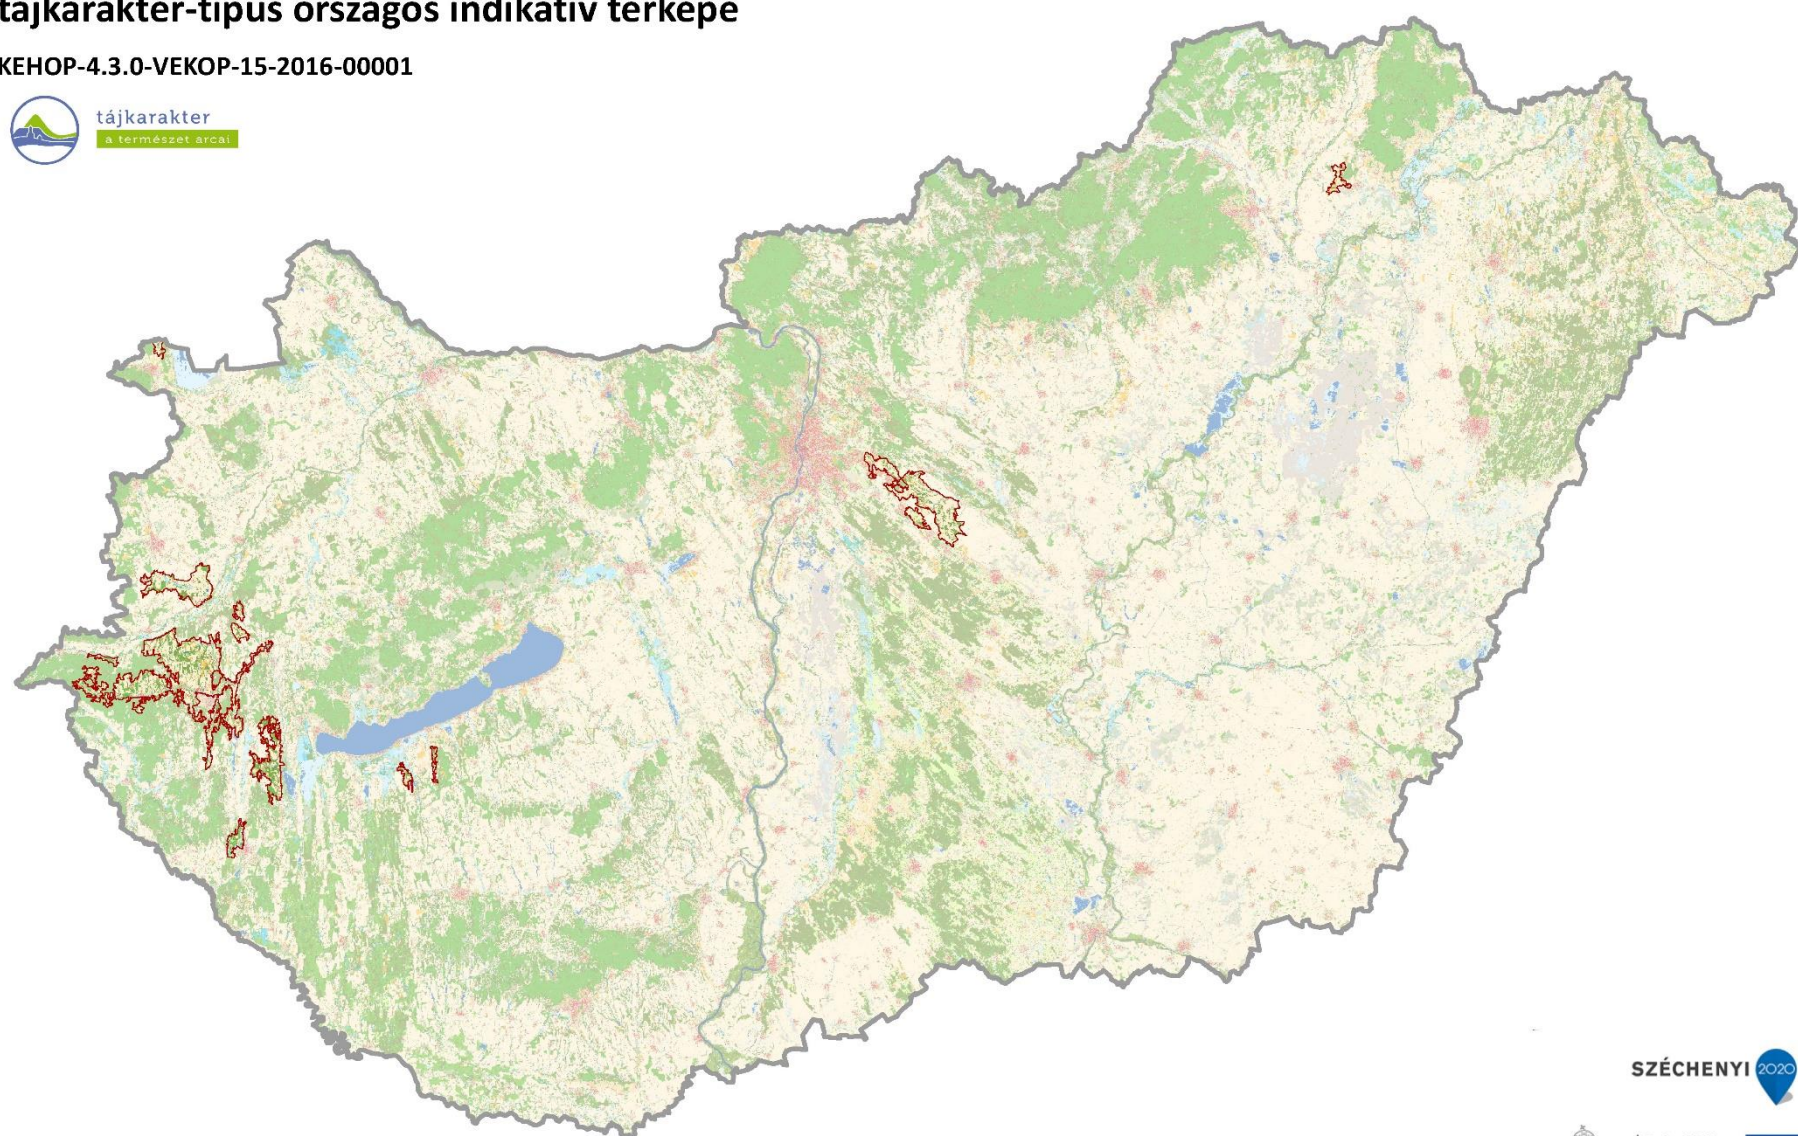 tájkarakter-típus országos indikatív térképe
KEHOP-4.3.0-VEKOP-15-2016-00001
tájkarakter
a természet arcai
SZÉCHENYI 2020